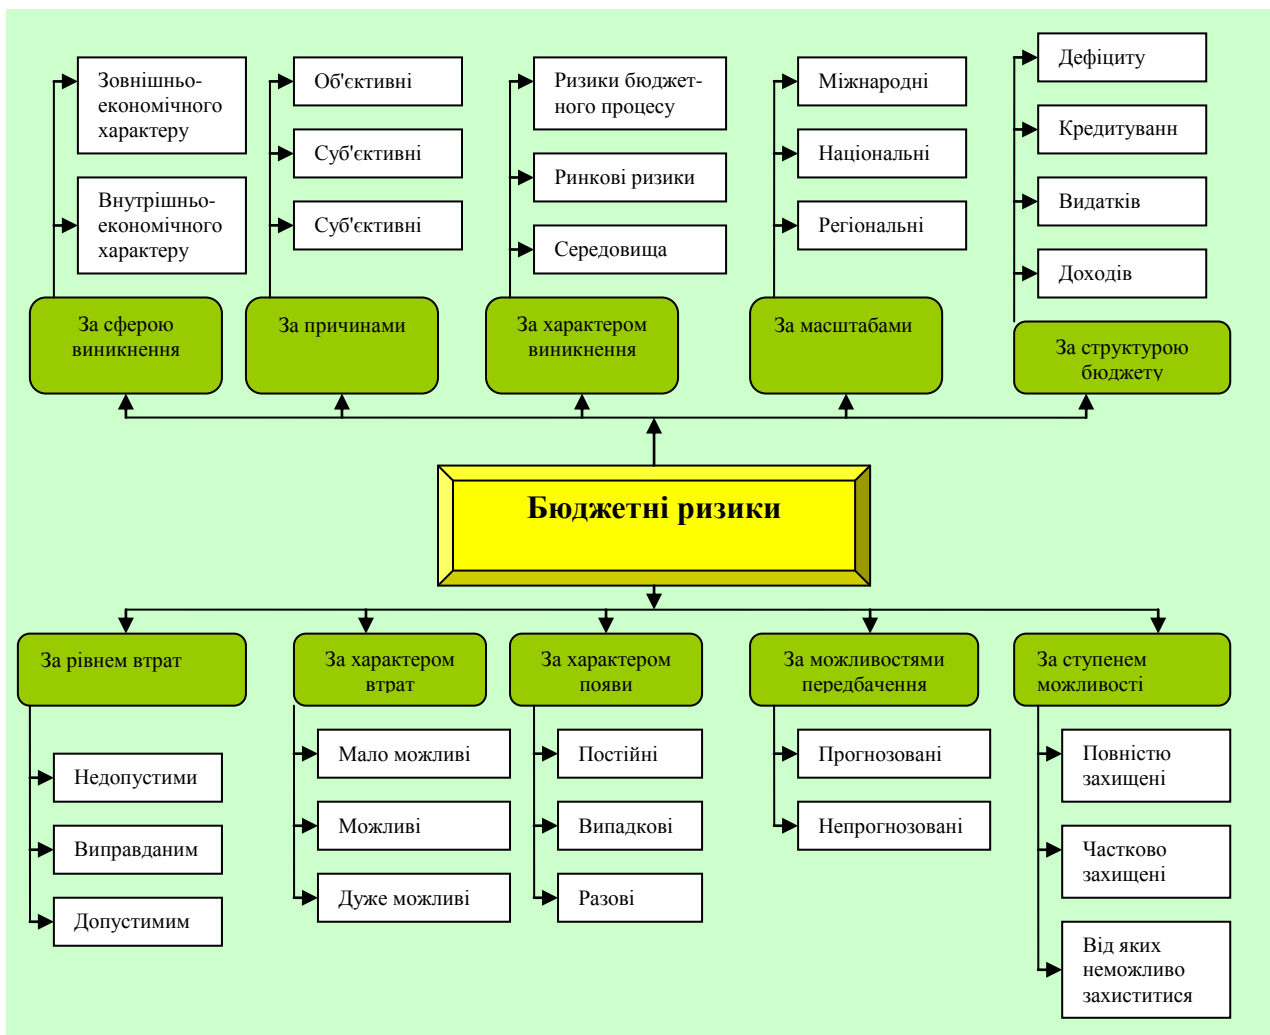 Зовнішньо-
економічного
характеру
Внутрішньо-
економічного
характеру
За сферою
виникнення
Об'єктивні
Суб'єктивні
Суб'єктивні
За причинами
Ризики бюджет-
ного процесу
Ринкові ризики
Середовища
За характером
виникнення
Міжнародні
Національні
Регіональні
За масштабами
Дефіциту
Кредитуванн
Видатків
Доходів
За структурою
бюджету
Бюджетні ризики
За рівнем втрат
Недопустими
Виправданим
Допустимим
За характером
втрат
Мало можливі
Можливі
Дуже можливі
За характером
появи
Постійні
Випадкові
Разові
За можливостями
передбачення
Прогнозовані
Непрогнозовані
За ступенем
можливості
Повністю
захищені
Частково
захищені
Від яких
неможливо
захиститися